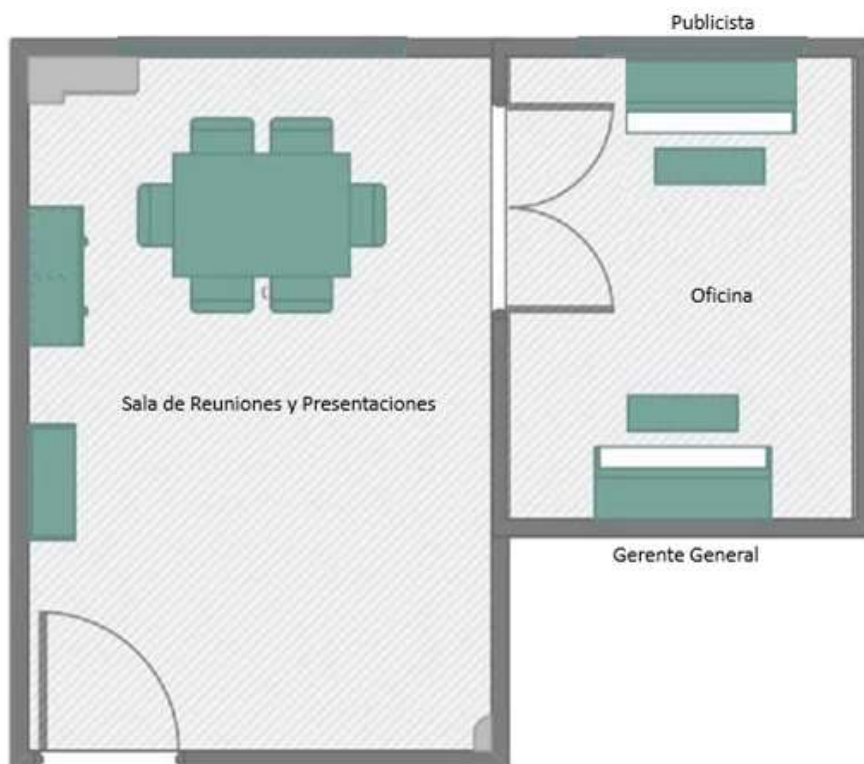 Publicista
Oficina
Sala de Reuniones y Presentaciones
Gerente General